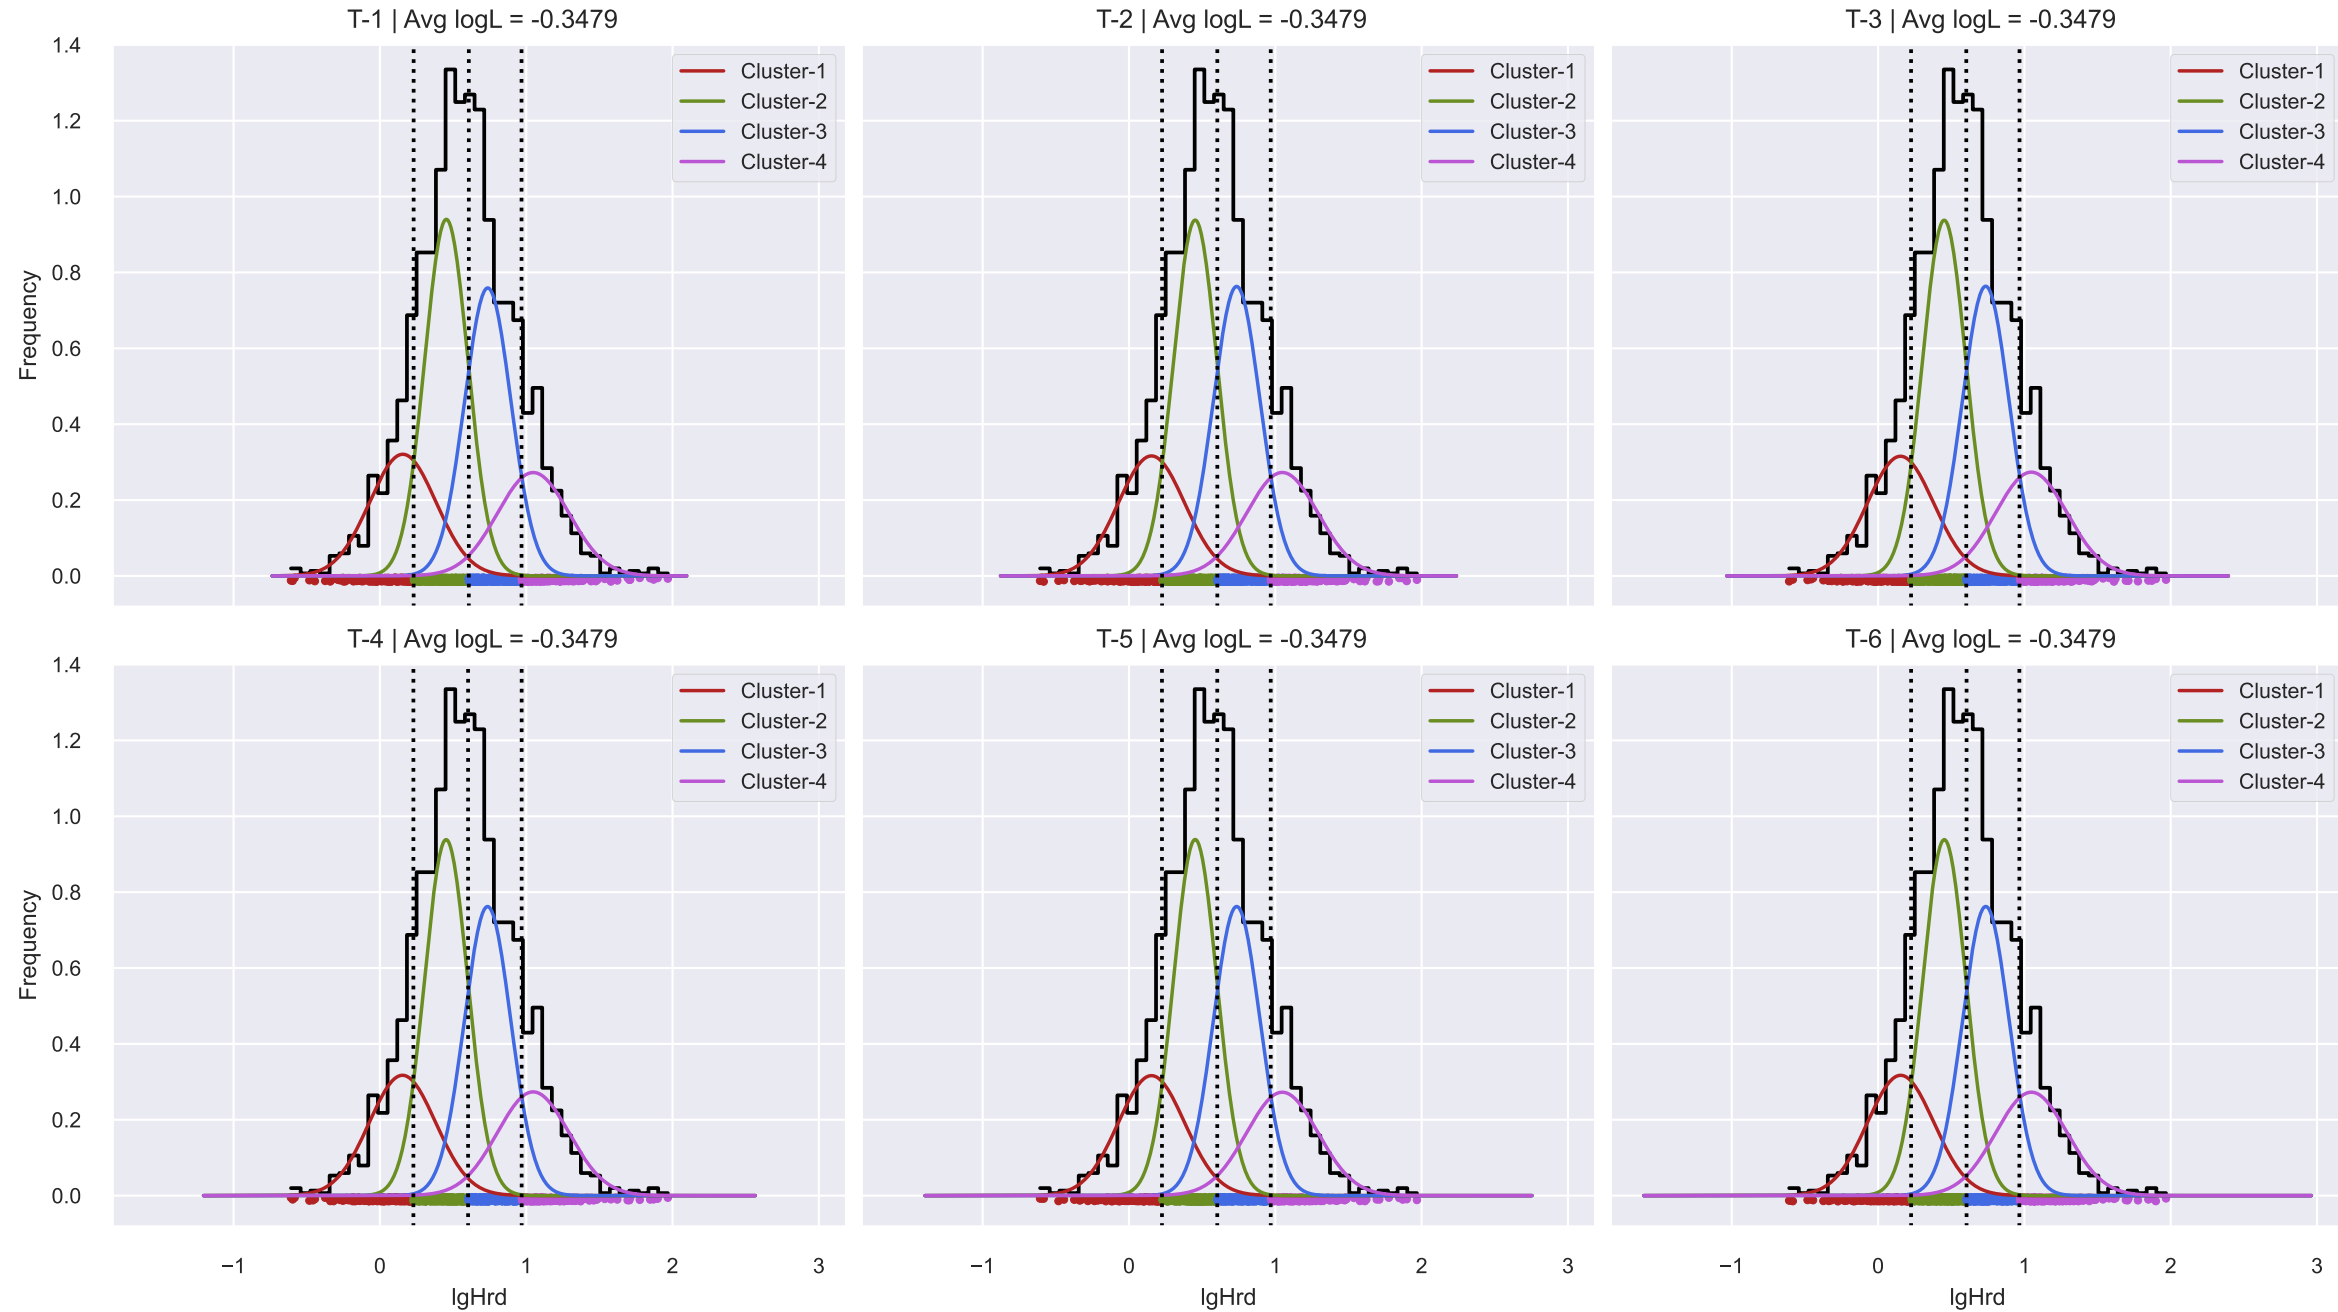 T-1 | Avg logL = -0.3479
T-2 | Avg logL = -0.3479
T-3 | Avg logL = -0.3479
1.4
1.2
1.0
0.8
0.6
0.4
0.2
0.0
Frequency
Cluster-1
Cluster-2
Cluster-3
Cluster-4
Cluster-1
Cluster-2
Cluster-3
Cluster-4
Cluster-1
Cluster-2
Cluster-3
Cluster-4
T-4 | Avg logL = -0.3479
T-5 | Avg logL = -0.3479
T-6 | Avg logL = -0.3479
1.4
1.2
1.0
0.8
0.6
0.4
0.2
0.0
Frequency
Cluster-1
Cluster-2
Cluster-3
Cluster-4
Cluster-1
Cluster-2
Cluster-3
Cluster-4
Cluster-1
Cluster-2
Cluster-3
Cluster-4
−1 0 1 2 3
−1 0 1 2 3
−1 0 1 2 3
lgHrd
lgHrd
lgHrd